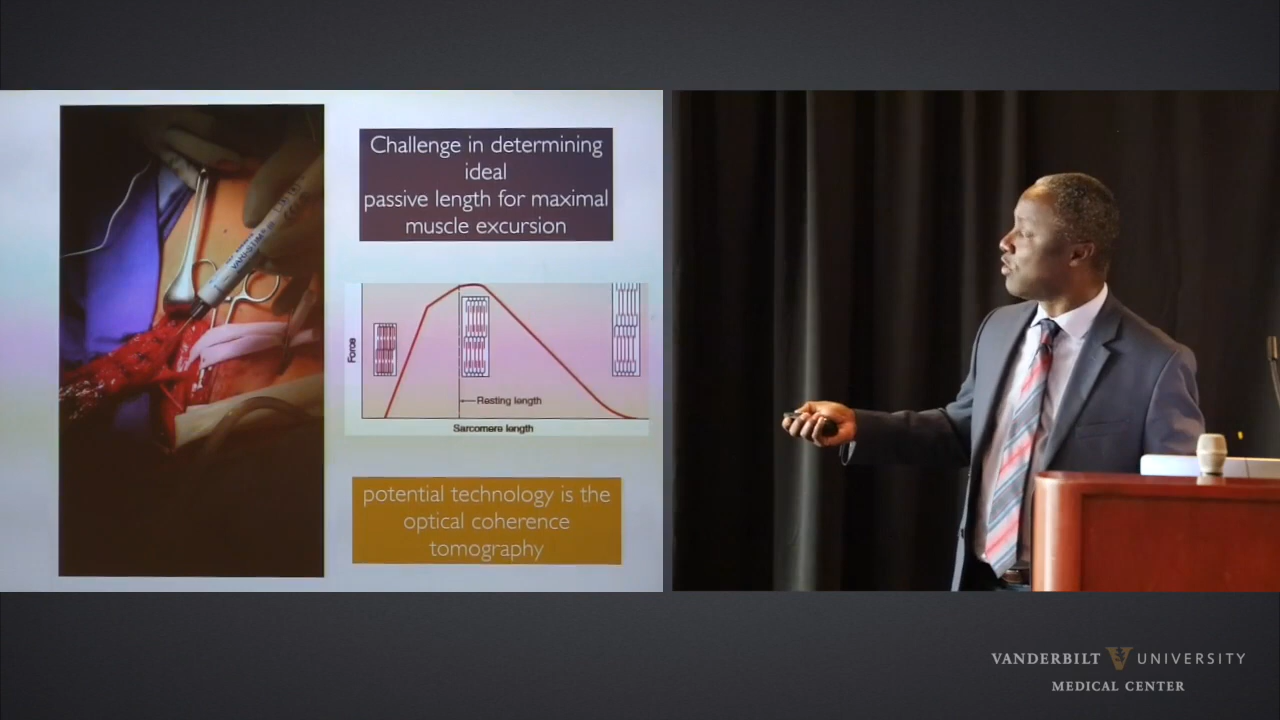 Challenge in determining
ideal
passive length for maximal
muscle excursion
Force
Resting length
Sarcomere length
potential technology is the
optical coherence
tomography
VANDERBILT UNIVERSITY
MEDICAL CENTER